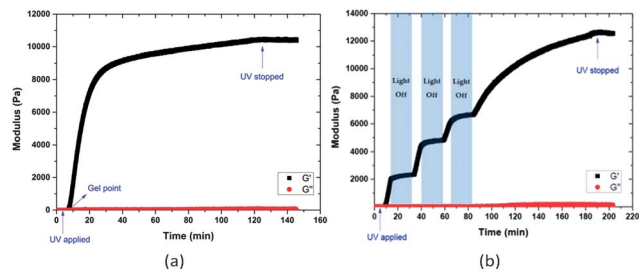 (a)
12000
10000
8000
6000
4000
2000
0
Modulus (Pa)
UV stopped
Gel point
G'
G"
UV applied
0 20 40 60 80 100 120 140 160
Time (min)
(a)
(b)
14000
12000
10000
8000
6000
4000
2000
0
Modulus (Pa)
Light Light Light
Off Off Off
UV stopped
G'
G"
UV applied
0 20 40 60 80 100 120 140 160 180 200 220
Time (min)
(b)